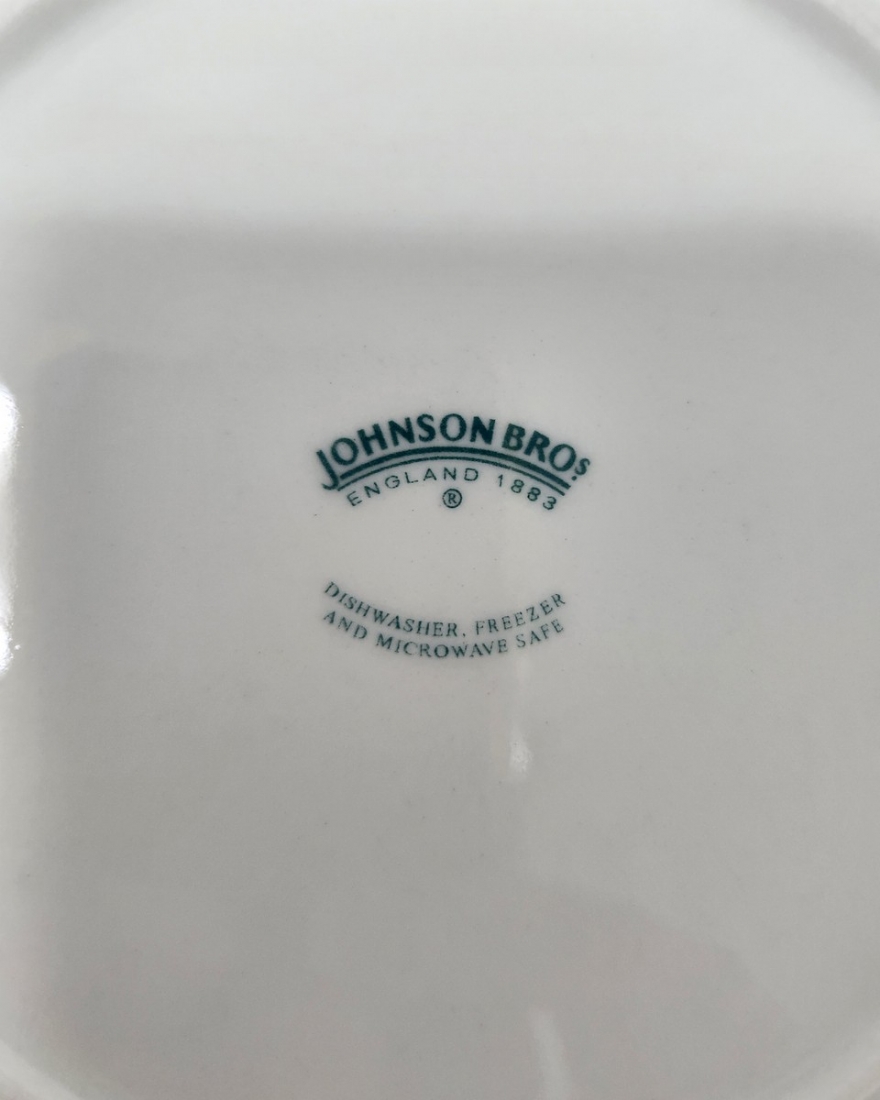 JOHNSON BROS
ENGLAND 1883
®
DISHWASHER, FREEZER
AND MICROWAVE SAFE